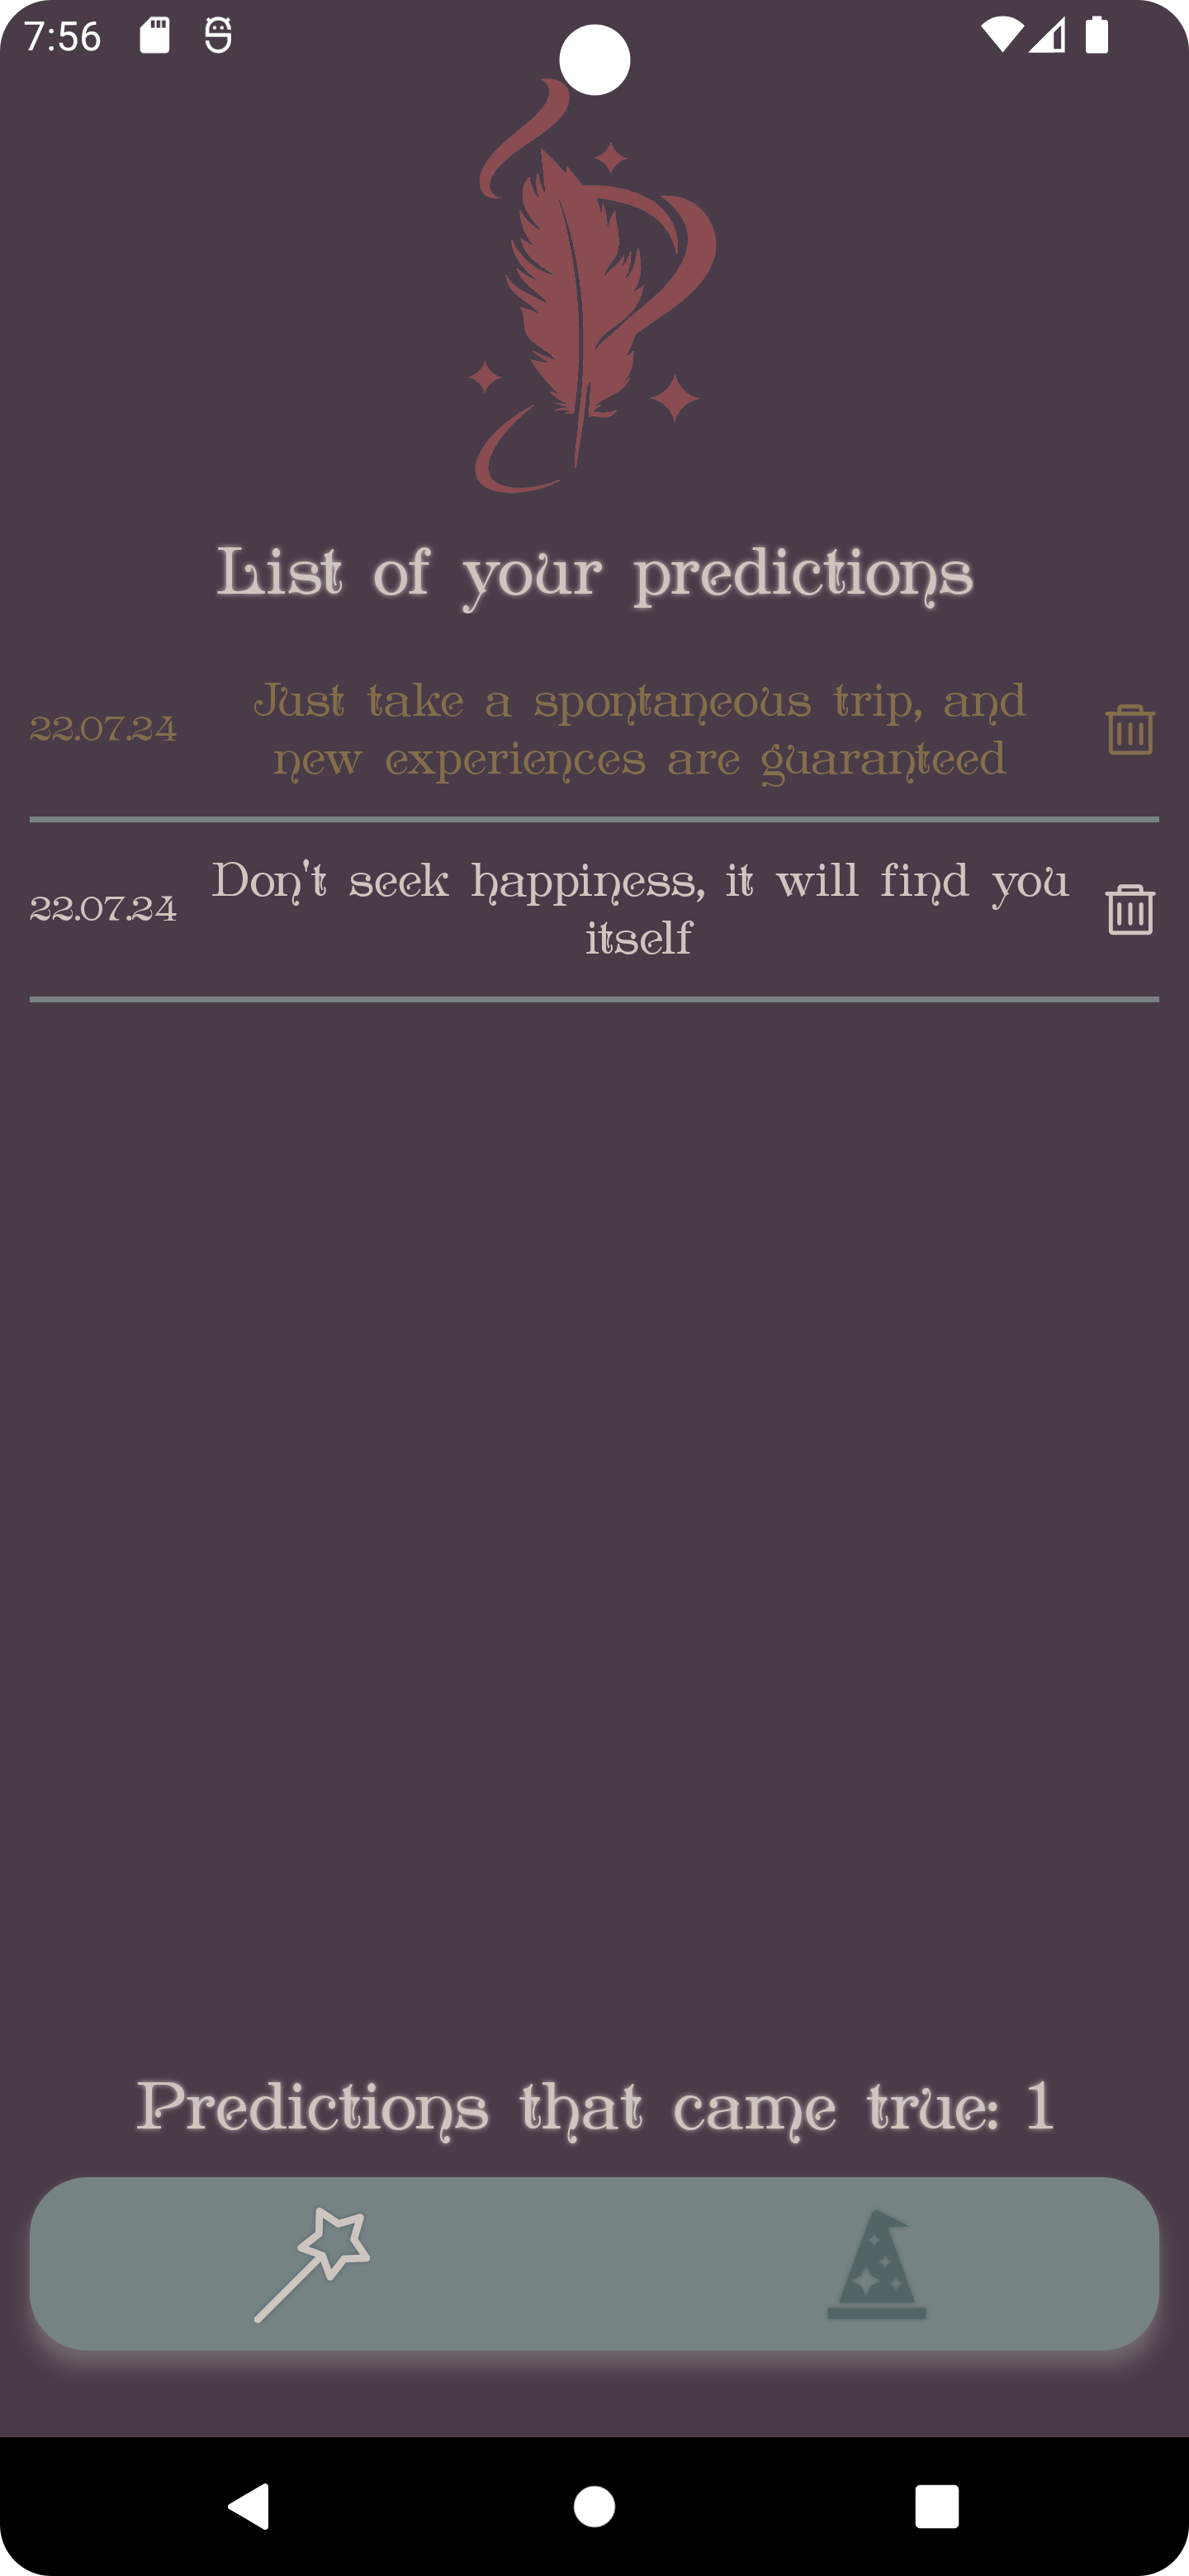 7:56
List of your predictions
22.07.24
Just take a spontaneous trip, and
new experiences are guaranteed
22.07.24
Don't seek happiness, it will find you
itself
Predictions that came true: 1